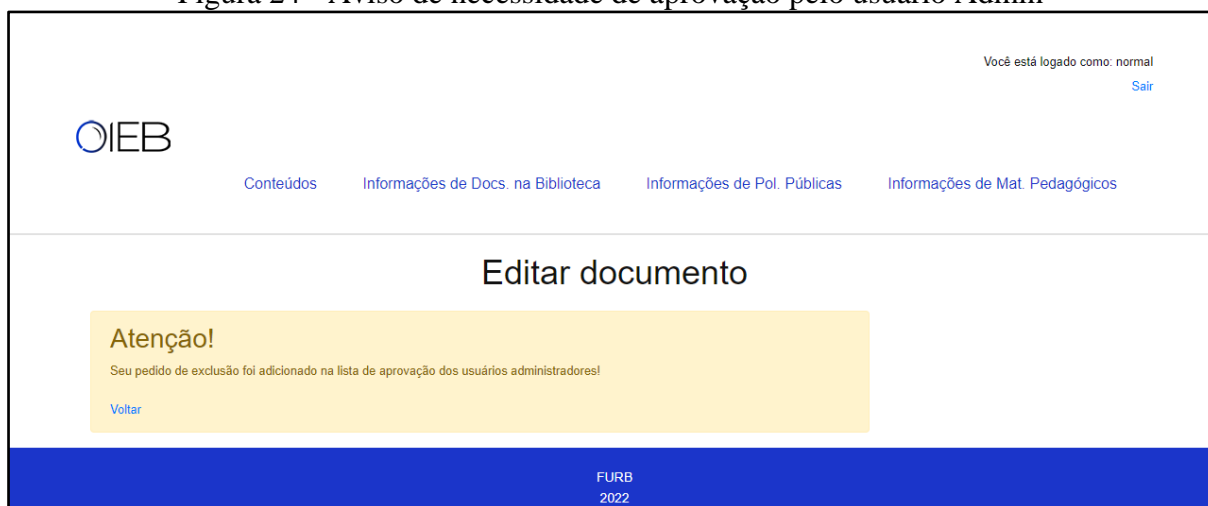 Figura 24 - Aviso de necessidade de aprovação pelo usuário Admin
Você está logado como: normal
Sair
OIEB
Conteúdos Informações de Docs. na Biblioteca Informações de Pol. Públicas Informações de Mat. Pedagógicos
Editar documento
Atenção!
Seu pedido de exclusão foi adicionado na lista de aprovação dos usuários administradores!
Voltar
FURB
2022